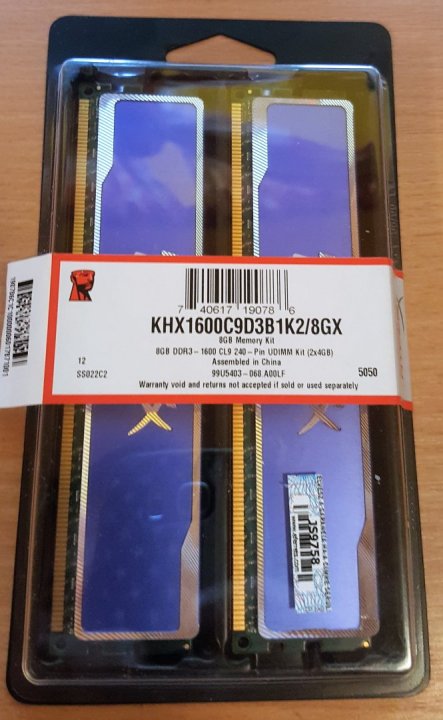 7 40617 19078 6
KHX1600C9D3B1K2/8GX
8GB Memory Kit
8GB DDR3-1600 CL9 240-Pin UDIMM Kit (2x4GB)
12 Assembled in China
SS022C2 99U5403-068 A00LF 5050
Warranty void and returns not accepted if sold or used separately
JS9758